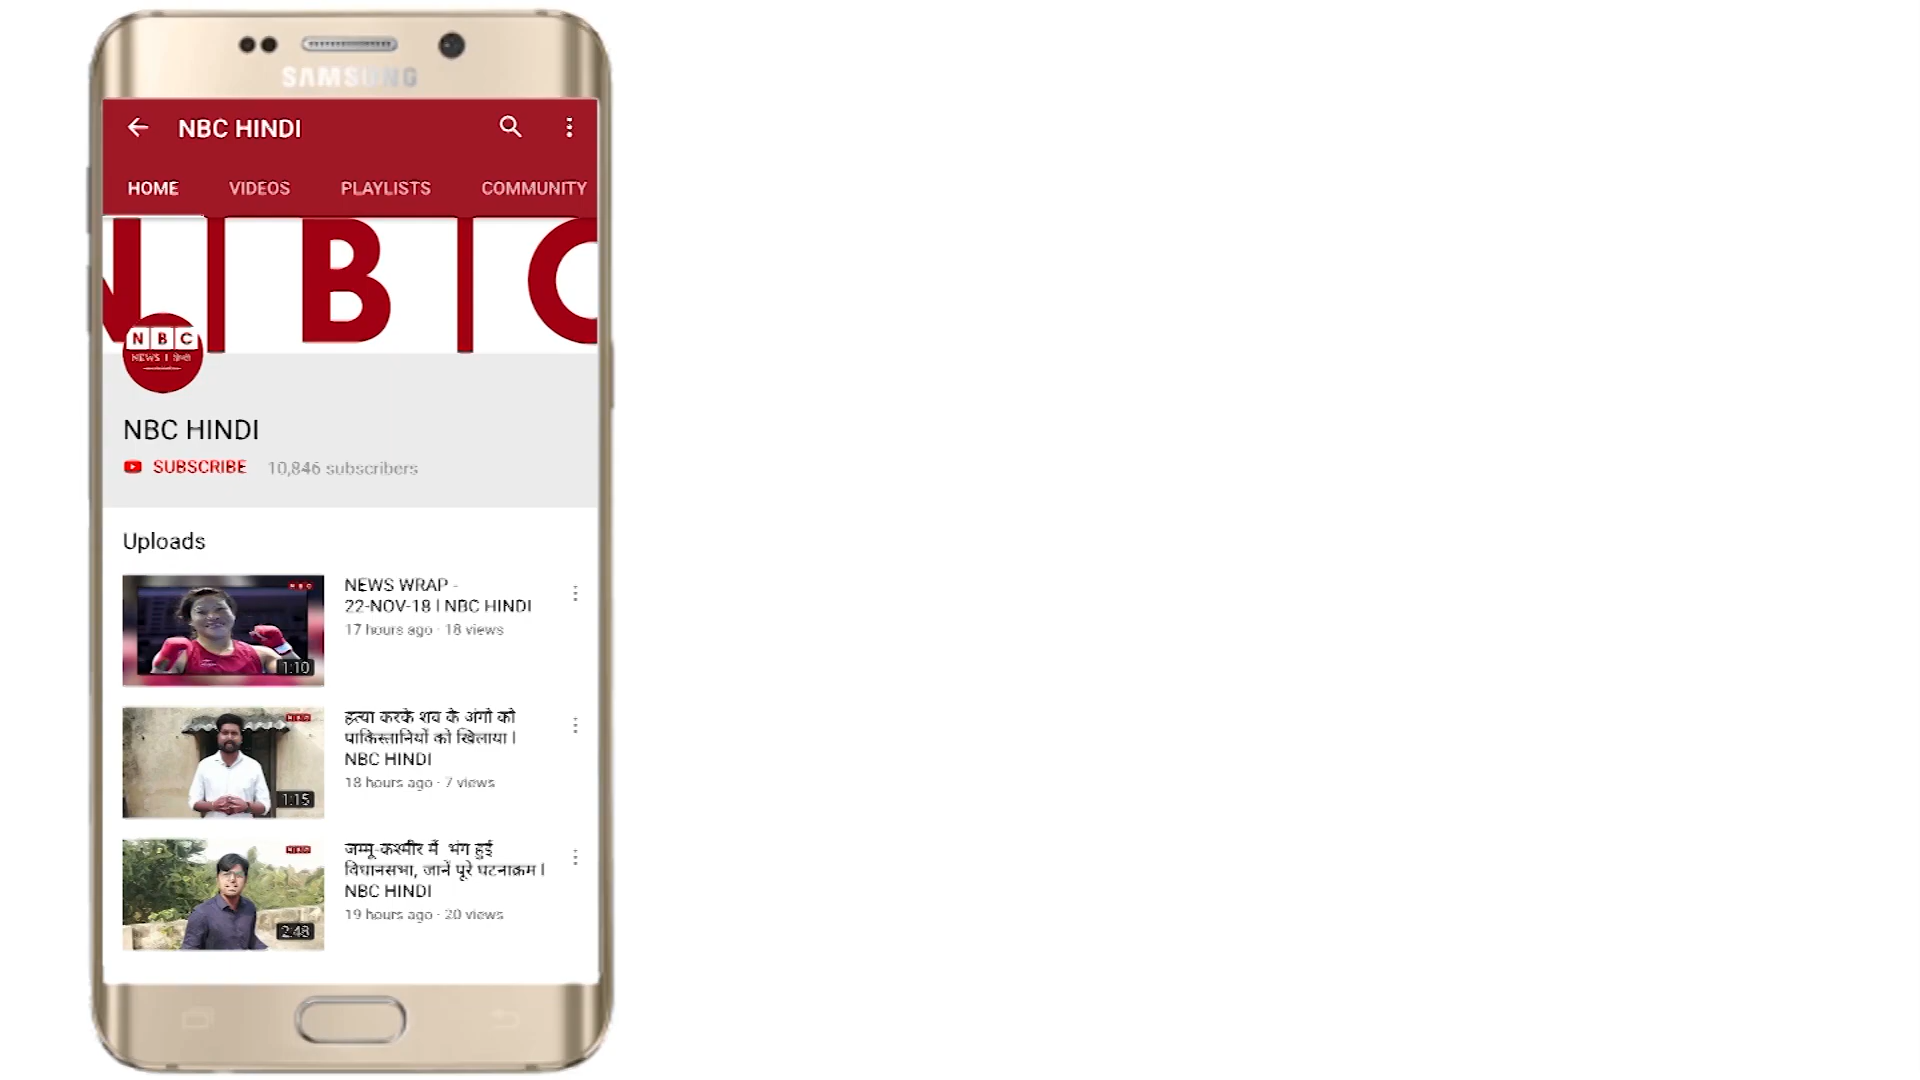 SAMSUNG
NBC HINDI
HOME VIDEOS PLAYLISTS COMMUNITY
N B C
N B C
NEWS | हिन्दी
NBC HINDI
SUBSCRIBE 10,846 subscribers
Uploads
NEWS WRAP -
22-NOV-18 | NBC HINDI
17 hours ago · 18 views
NBC
1:10
हत्या करके शव के अंगों को
पाकिस्तानियों को खिलाया |
NBC HINDI
18 hours ago · 7 views
NBC
1:15
जम्मू-कश्मीर में भंग हुई
विधानसभा, जानें पूरे घटनाक्रम |
NBC HINDI
19 hours ago · 20 views
NBC
2:48